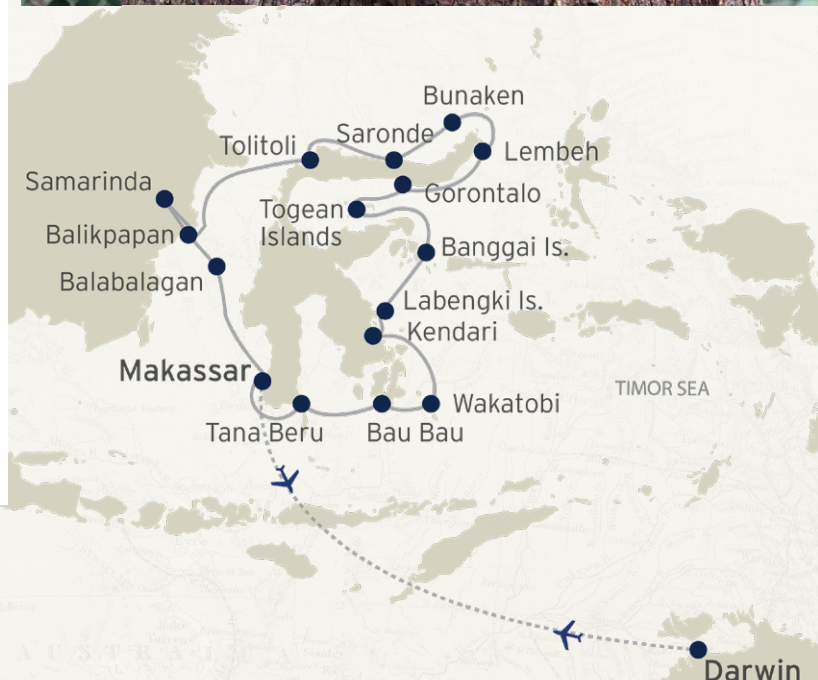 Bunaken
Saronde
Tolitoli
Lembeh
Samarinda
Gorontalo
Togean
Islands
Balikpapan
Banggai Is.
Balabalagan
Labengki Is.
Kendari
Makassar
TIMOR SEA
Wakatobi
Tana Beru
Bau Bau
AUSTRAL
Darwin